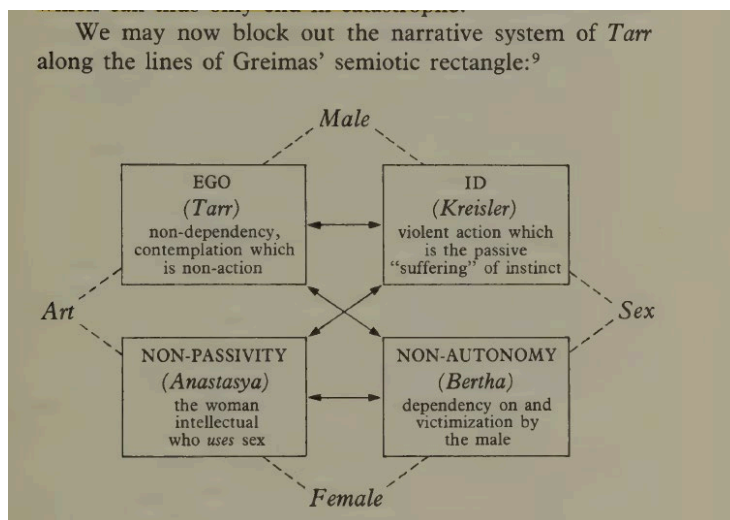 We may now block out the narrative system of Tarr
along the lines of Greimas’ semiotic rectangle:⁹
Male
EGO
(Tarr)
non-dependency,
contemplation which
is non-action
ID
(Kreisler)
violent action which
is the passive
“suffering” of instinct
Art
Sex
NON-PASSIVITY
(Anastasya)
the woman
intellectual
who uses sex
NON-AUTONOMY
(Bertha)
dependency on and
victimization by
the male
Female